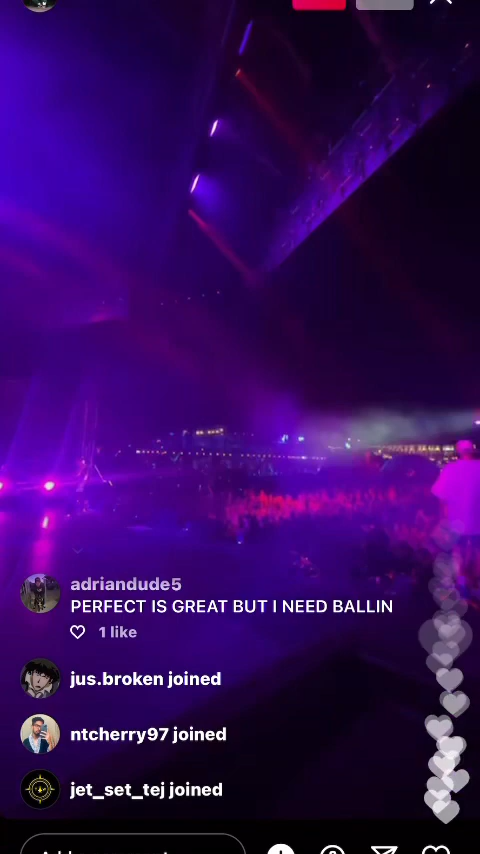 adriandude5
PERFECT IS GREAT BUT I NEED BALLIN
1 like
jus.broken joined
ntcherry97 joined
jet_set_tej joined